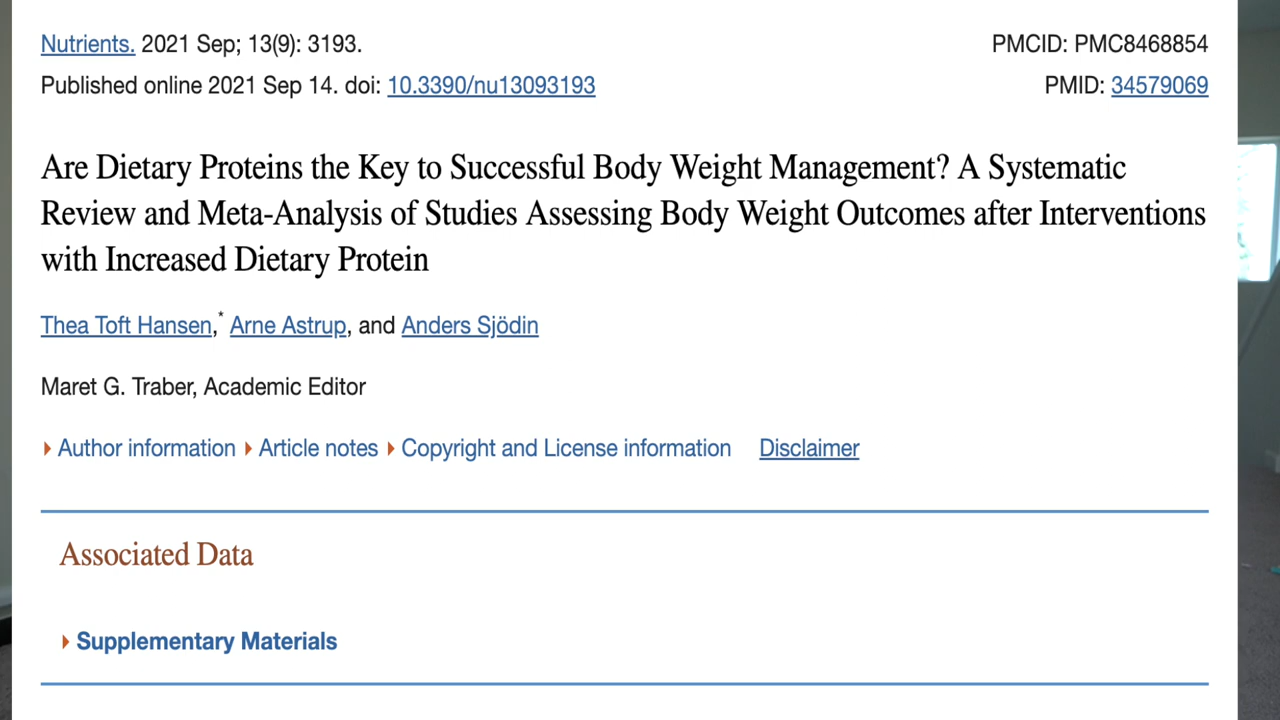 Nutrients. 2021 Sep; 13(9): 3193.
PMCID: PMC8468854
Published online 2021 Sep 14. doi: 10.3390/nu13093193
PMID: 34579069
Are Dietary Proteins the Key to Successful Body Weight Management? A Systematic
Review and Meta-Analysis of Studies Assessing Body Weight Outcomes after Interventions
with Increased Dietary Protein
Thea Toft Hansen,* Arne Astrup, and Anders Sjödin
Maret G. Traber, Academic Editor
Author information Article notes Copyright and License information Disclaimer
Associated Data
Supplementary Materials